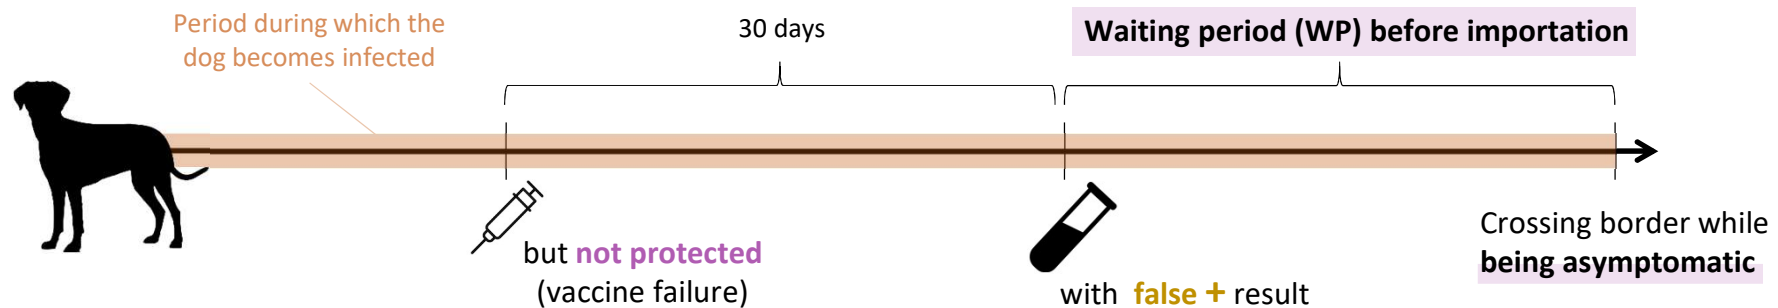 Period during which the
dog becomes infected
30 days
Waiting period (WP) before importation
but not protected
(vaccine failure)
with false + result
Crossing border while
being asymptomatic